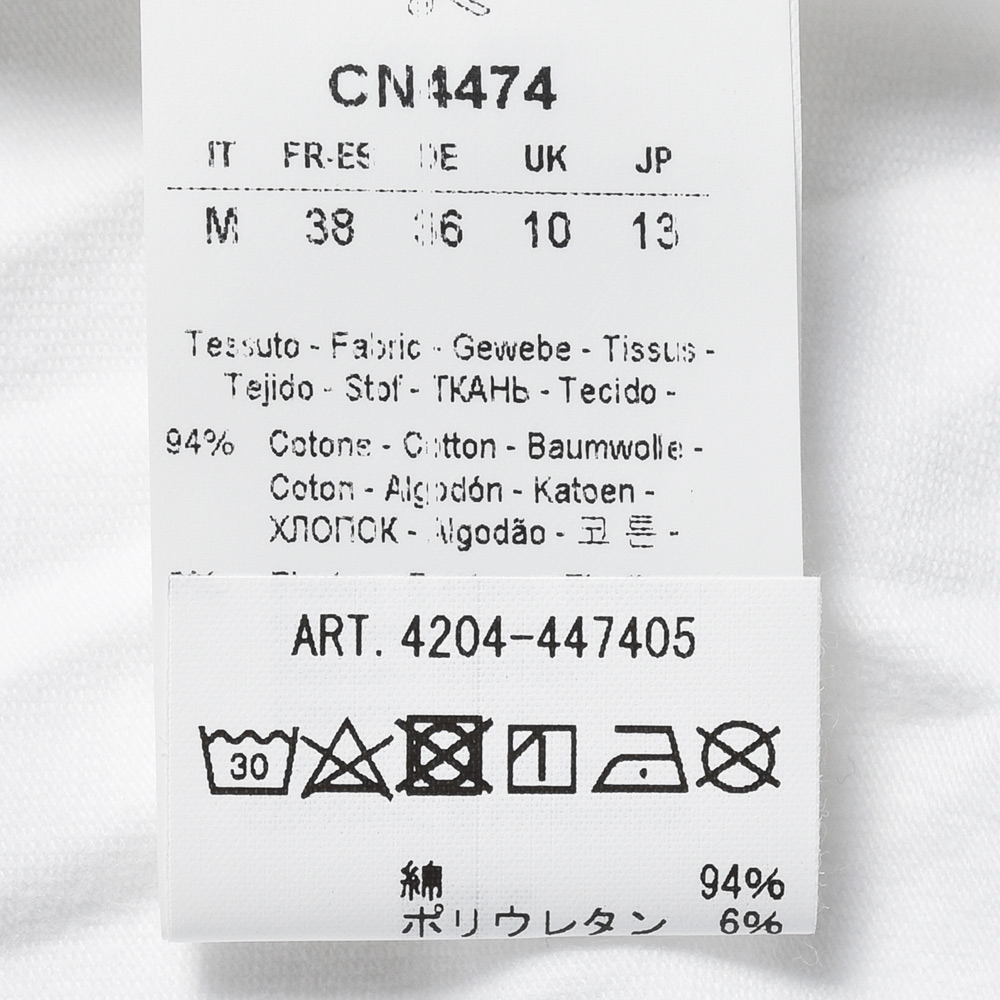 CN4474
IT FR-ES DE UK JP
M 38 36 10 13
Tessuto - Fabric - Gewebe - Tissus -
Tejido - Stof - ТКАНЬ - Tecido -
94% Cotone - Cotton - Baumwolle -
Coton - Algodón - Katoen -
ХЛОПОК - Algodão - 코튼 -
ART. 4204-447405
30
綿 94%
ポリウレタン 6%